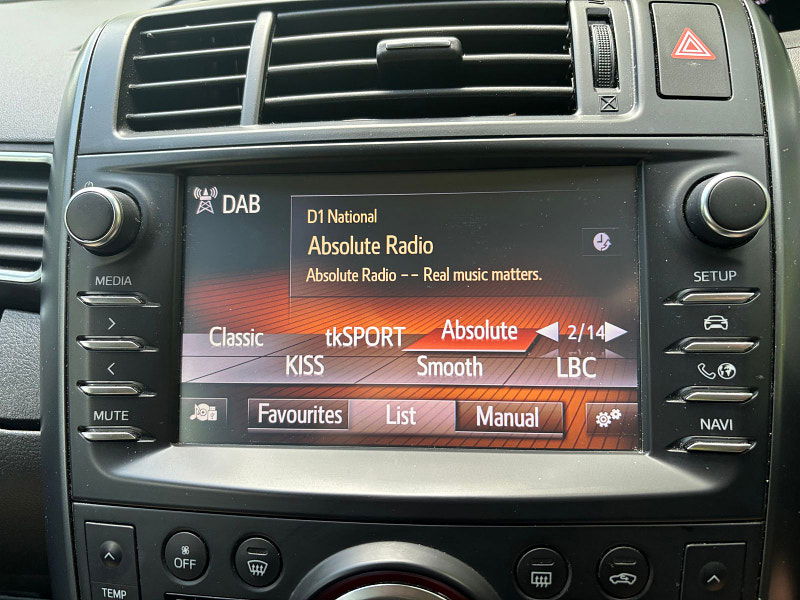 DAB
D1 National
Absolute Radio
Absolute Radio -- Real music matters.
MEDIA
SETUP
Classic tkSPORT Absolute 2/14
KISS Smooth LBC
MUTE
Favourites List Manual
NAVI
OFF
TEMP